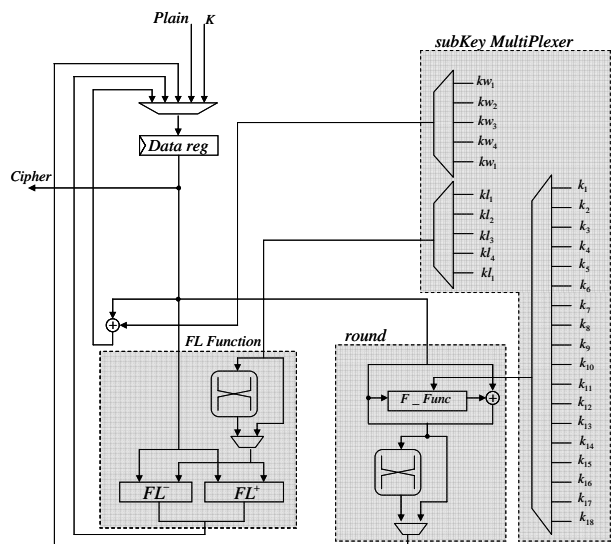 Plain K
subKey MultiPlexer
kw1
kw2
kw3
kw4
kw1
Data reg
Cipher
kl1
kl2
kl3
kl4
kl1
k1
k2
k3
k4
k5
k6
k7
k8
k9
k10
k11
k12
k13
k14
k15
k16
k17
k18
FL Function
round
F_Func
FL-
FL+